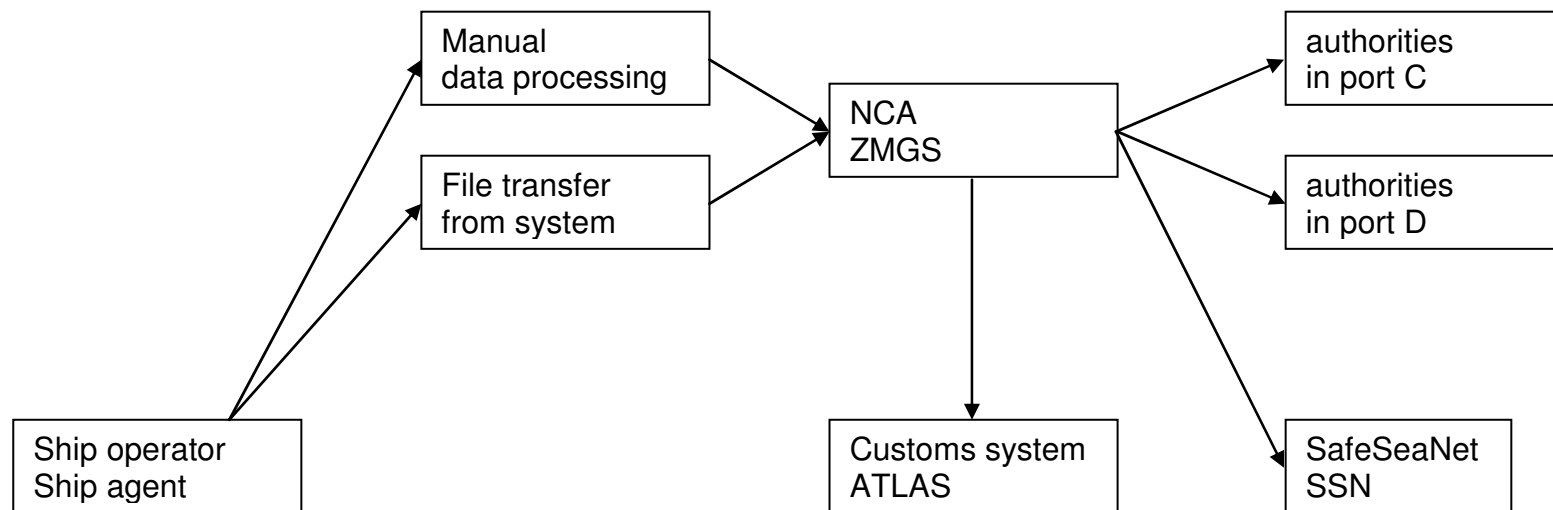 Manual
data processing
authorities
in port C
NCA
ZMGS
File transfer
from system
authorities
in port D
Ship operator
Ship agent
Customs system
ATLAS
SafeSeaNet
SSN